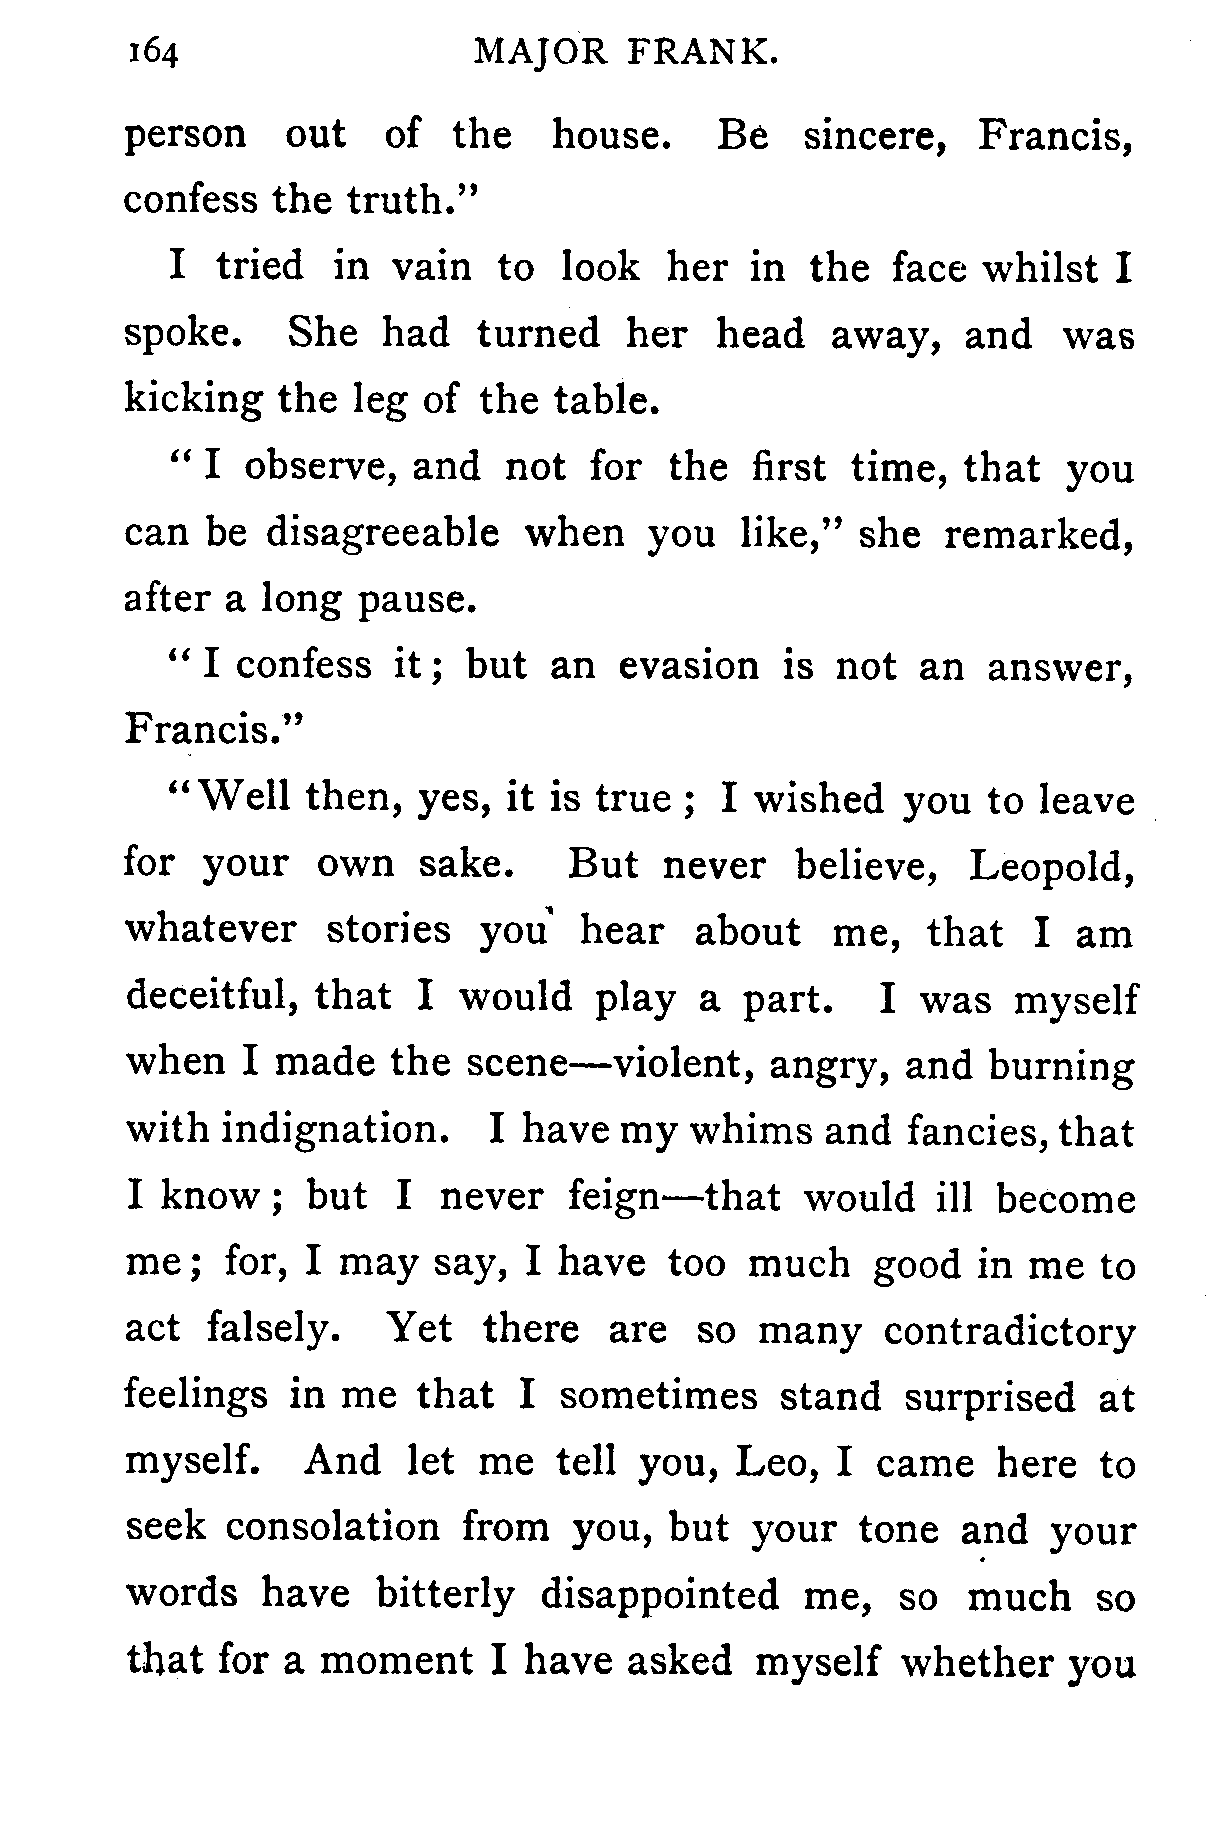 164 MAJOR FRANK.
person out of the house. Be sincere, Francis,
confess the truth."
I tried in vain to look her in the face whilst I
spoke. She had turned her head away, and was
kicking the leg of the table.
"I observe, and not for the first time, that you
can be disagreeable when you like," she remarked,
after a long pause.
"I confess it; but an evasion is not an answer,
Francis."
"Well then, yes, it is true; I wished you to leave
for your own sake. But never believe, Leopold,
whatever stories you hear about me, that I am
deceitful, that I would play a part. I was myself
when I made the scene—violent, angry, and burning
with indignation. I have my whims and fancies, that
I know; but I never feign—that would ill become
me; for, I may say, I have too much good in me to
act falsely. Yet there are so many contradictory
feelings in me that I sometimes stand surprised at
myself. And let me tell you, Leo, I came here to
seek consolation from you, but your tone and your
words have bitterly disappointed me, so much so
that for a moment I have asked myself whether you